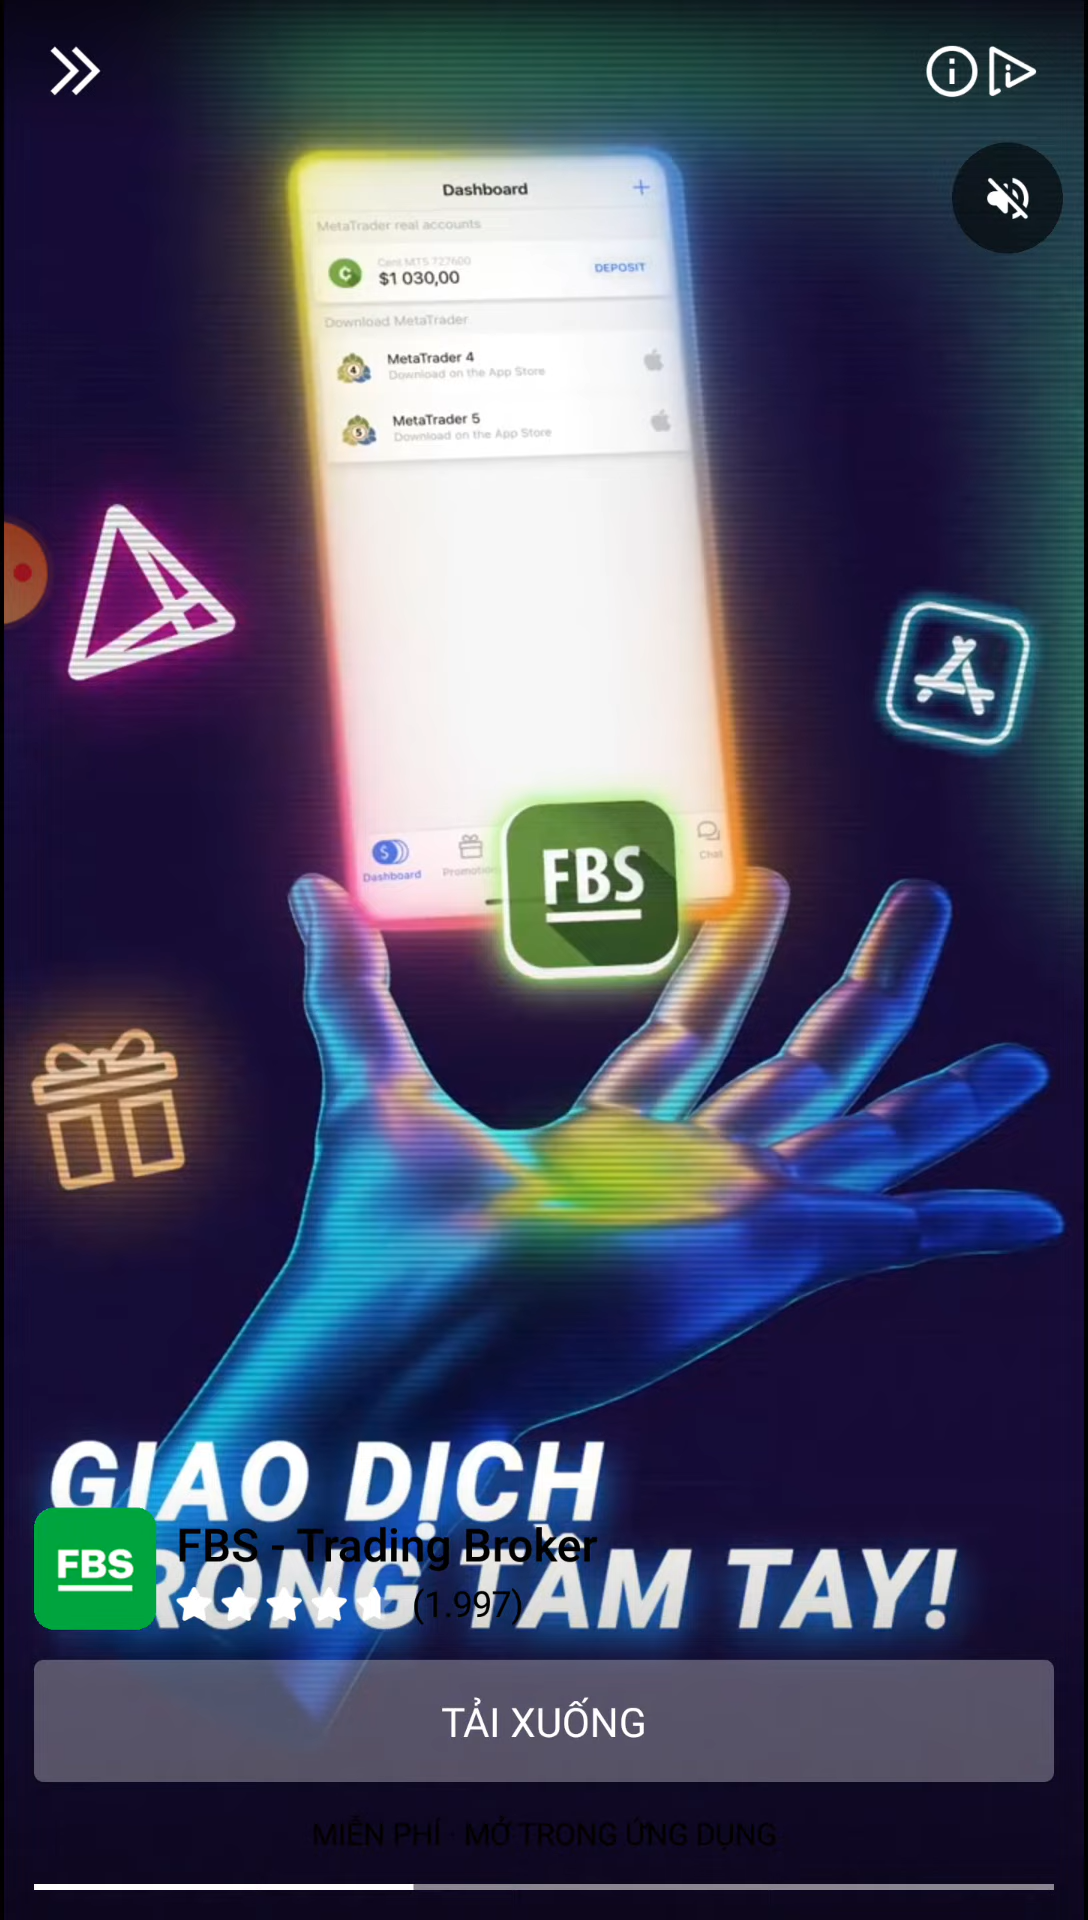 Dashboard
MetaTrader real accounts
Cent MT5 727600
$1 030,00
DEPOSIT
Download MetaTrader
MetaTrader 4
Download on the App Store
MetaTrader 5
Download on the App Store
Dashboard
Chat
FBS
GIAO DỊCH
TRONG TẦM TAY!
FBS
FBS - Trading Broker
(1.997)
TẢI XUỐNG
MIỄN PHÍ · MỞ TRONG ỨNG DỤNG